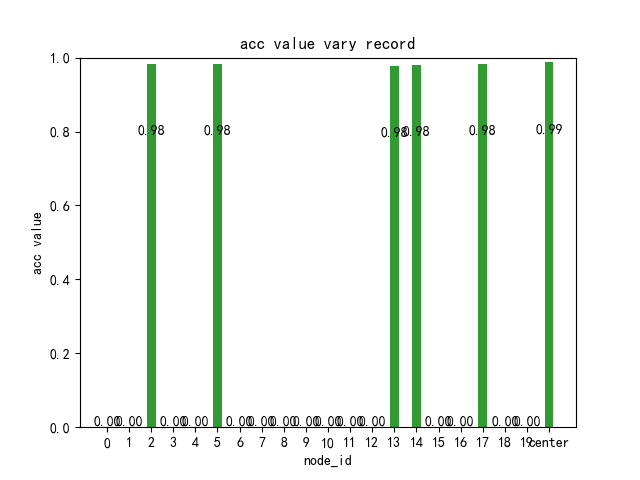 acc value vary record
1.0
0.8
0.6
0.4
0.2
0.0
acc value
0.98 0.98 0.98 0.98 0.98 0.99
0.00 0.00 0.00 0.00 0.00 0.00 0.00 0.00 0.00 0.00 0.00 0.00 0.00 0.00 0.00
0 1 2 3 4 5 6 7 8 9 10 11 12 13 14 15 16 17 18 19 center
node_id